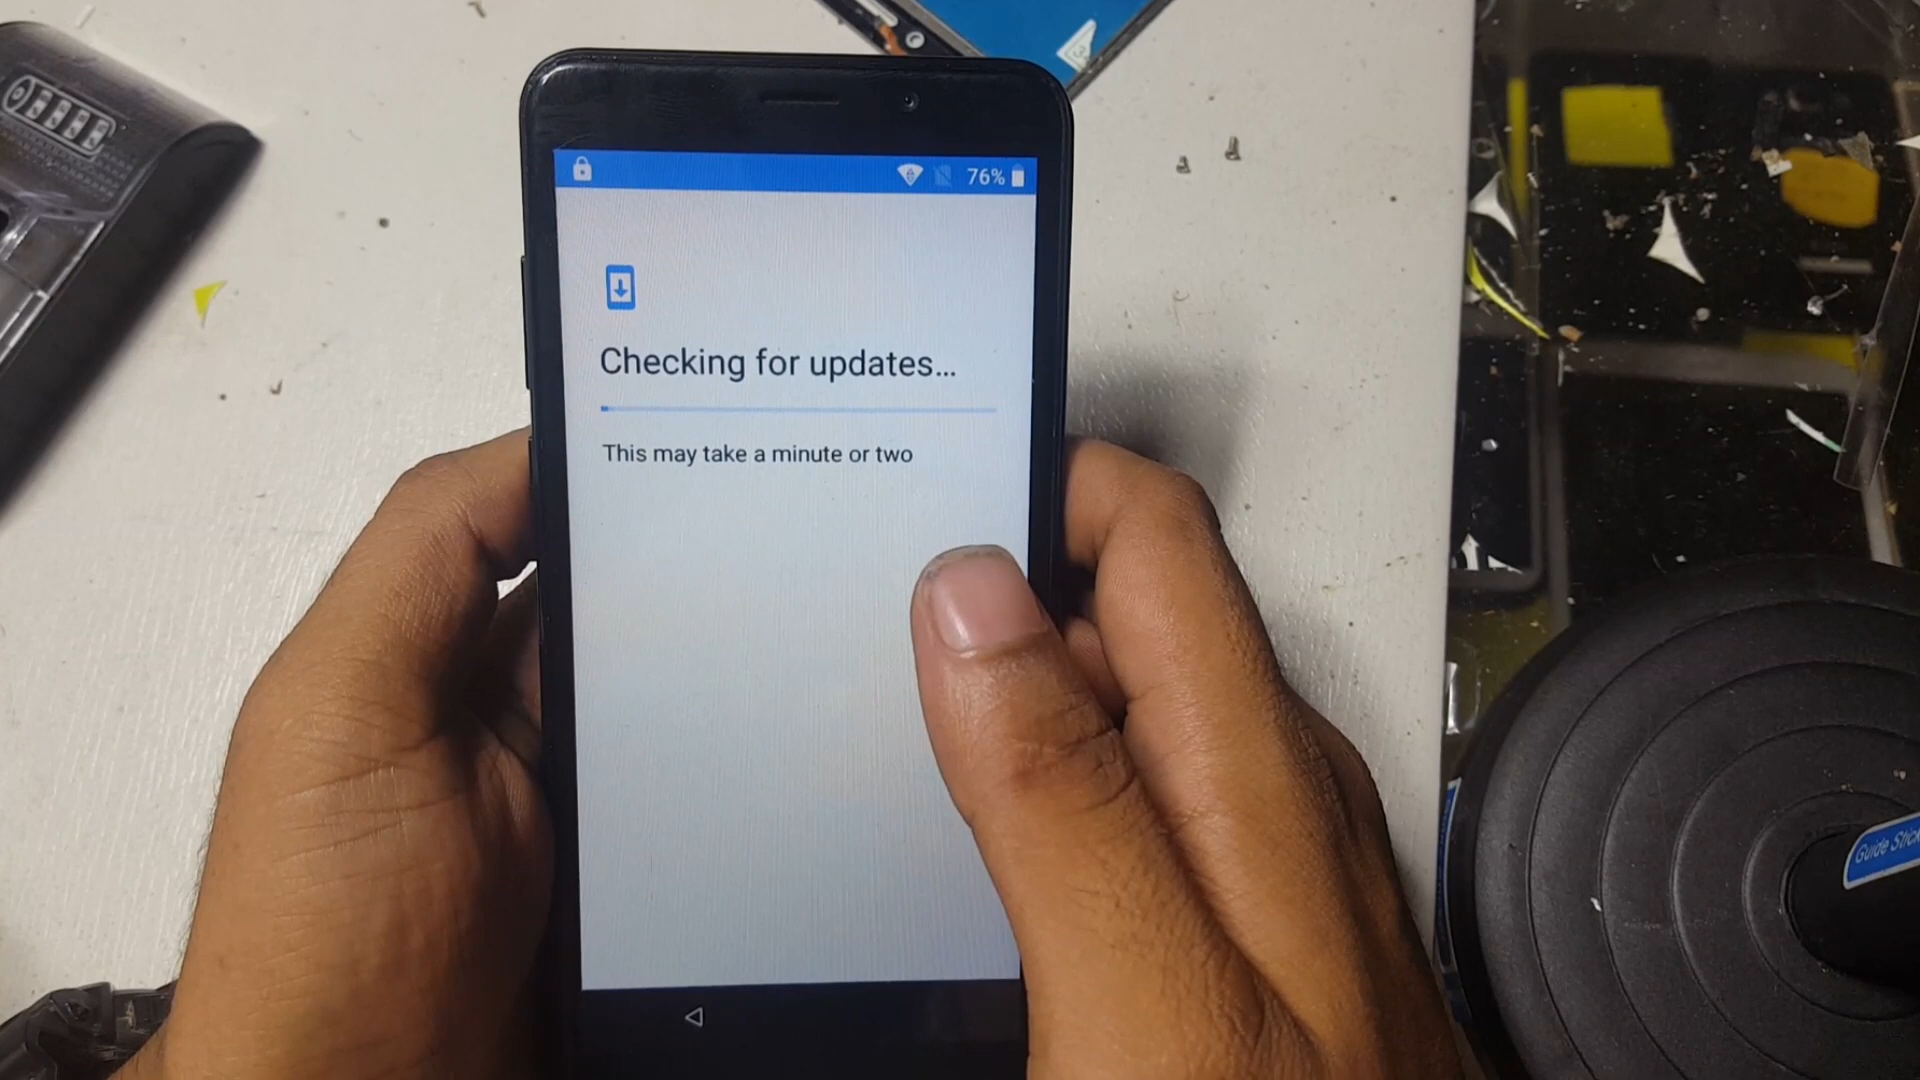 76%
Checking for updates…
This may take a minute or two
Guide Stick